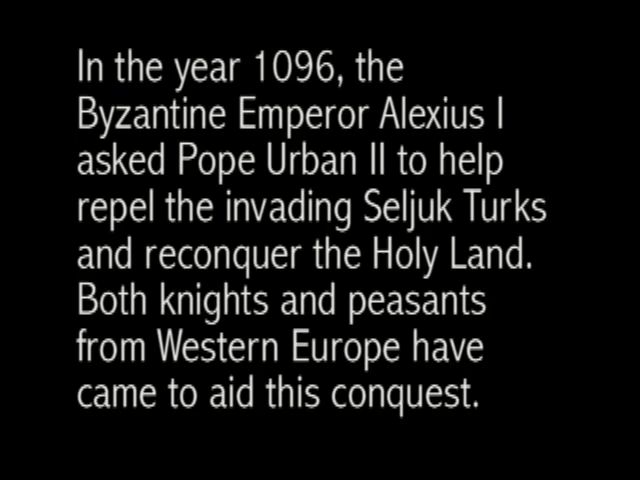 In the year 1096, the
Byzantine Emperor Alexius I
asked Pope Urban II to help
repel the invading Seljuk Turks
and reconquer the Holy Land.
Both knights and peasants
from Western Europe have
came to aid this conquest.